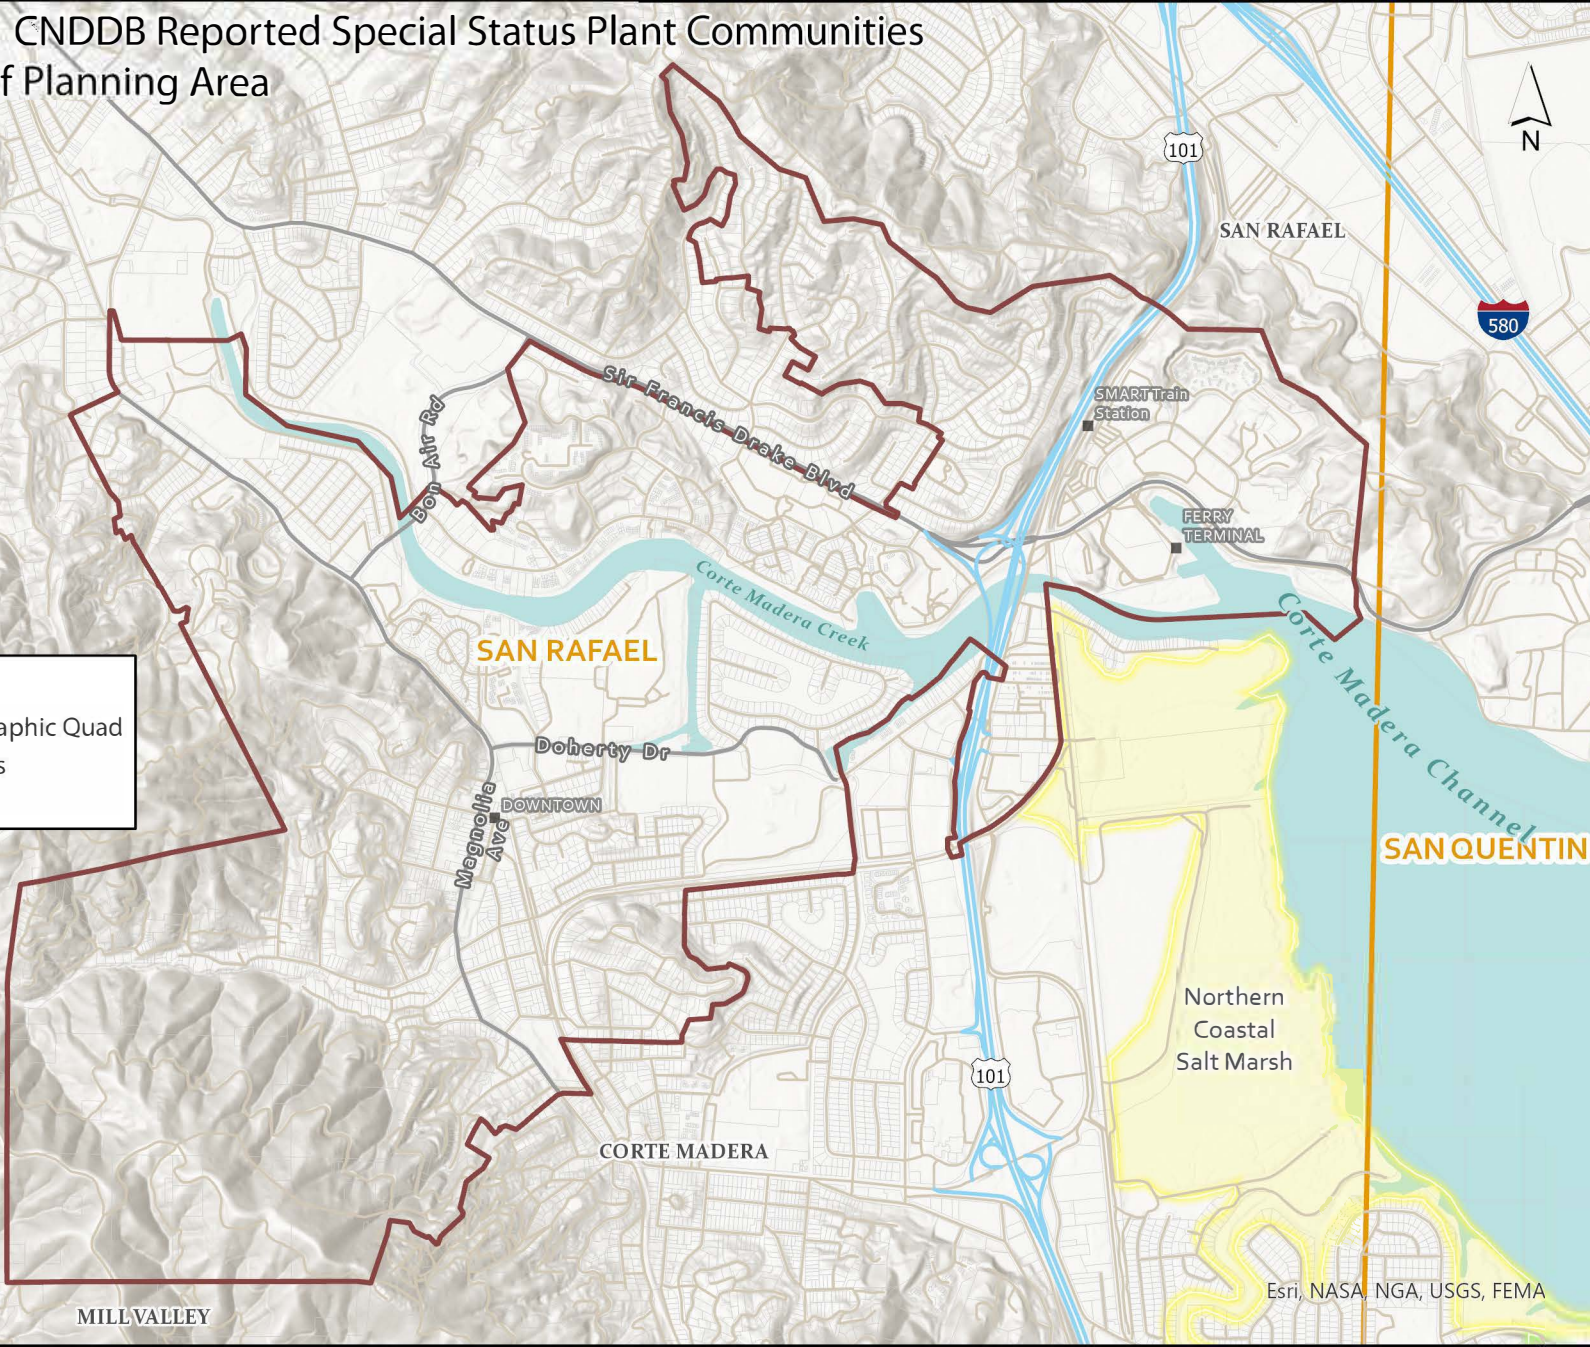 CNDDB Reported Special Status Plant Communities
f Planning Area
N
101
SAN RAFAEL
580
Sir Francis Drake Blvd
Bon Air Rd
SMART Train
Station
FERRY
TERMINAL
Corte Madera Creek
Corte Madera Channel
SAN RAFAEL
aphic Quad
s
Doherty Dr
Magnolia
Ave
DOWNTOWN
SAN QUENTIN
Northern
Coastal
Salt Marsh
101
CORTE MADERA
Esri, NASA, NGA, USGS, FEMA
MILL VALLEY